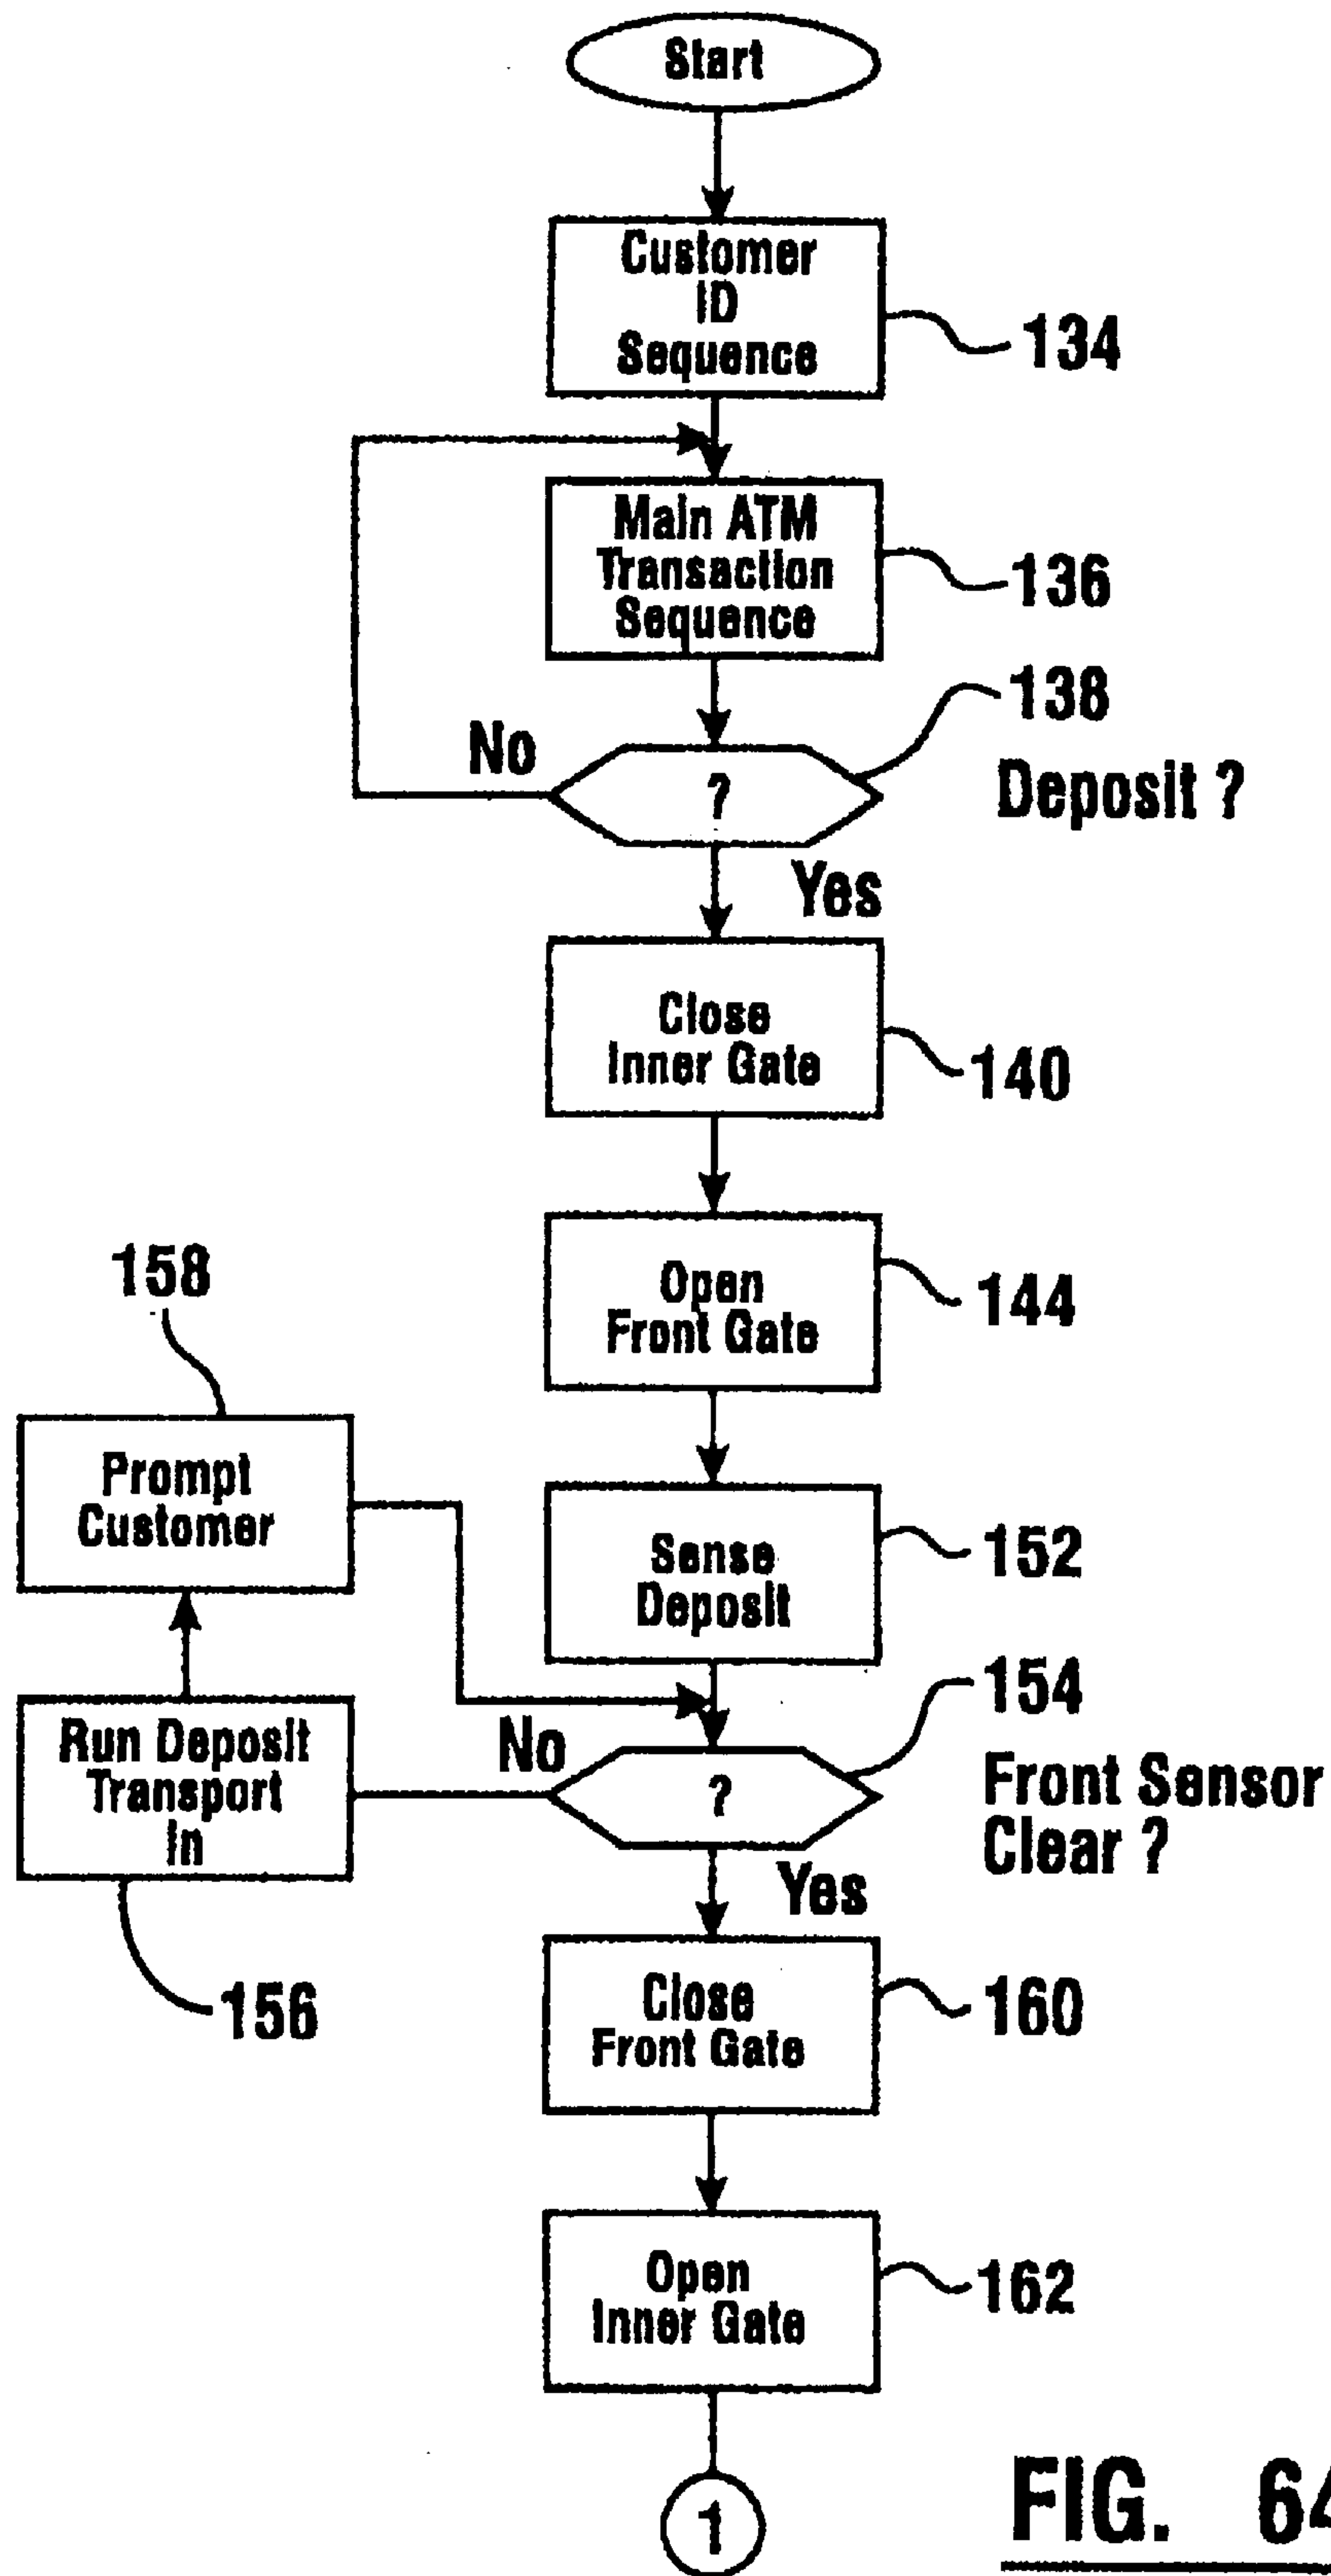 Start
Customer
ID
Sequence
134
Main ATM
Transaction
Sequence
136
138
No
?
Deposit ?
Yes
Close
Inner Gate
140
Open
Front Gate
144
158
Prompt
Customer
Sense
Deposit
152
154
Run Deposit
Transport
In
No
?
Front Sensor
Clear ?
Yes
156
Close
Front Gate
160
Open
Inner Gate
162
1
FIG. 64